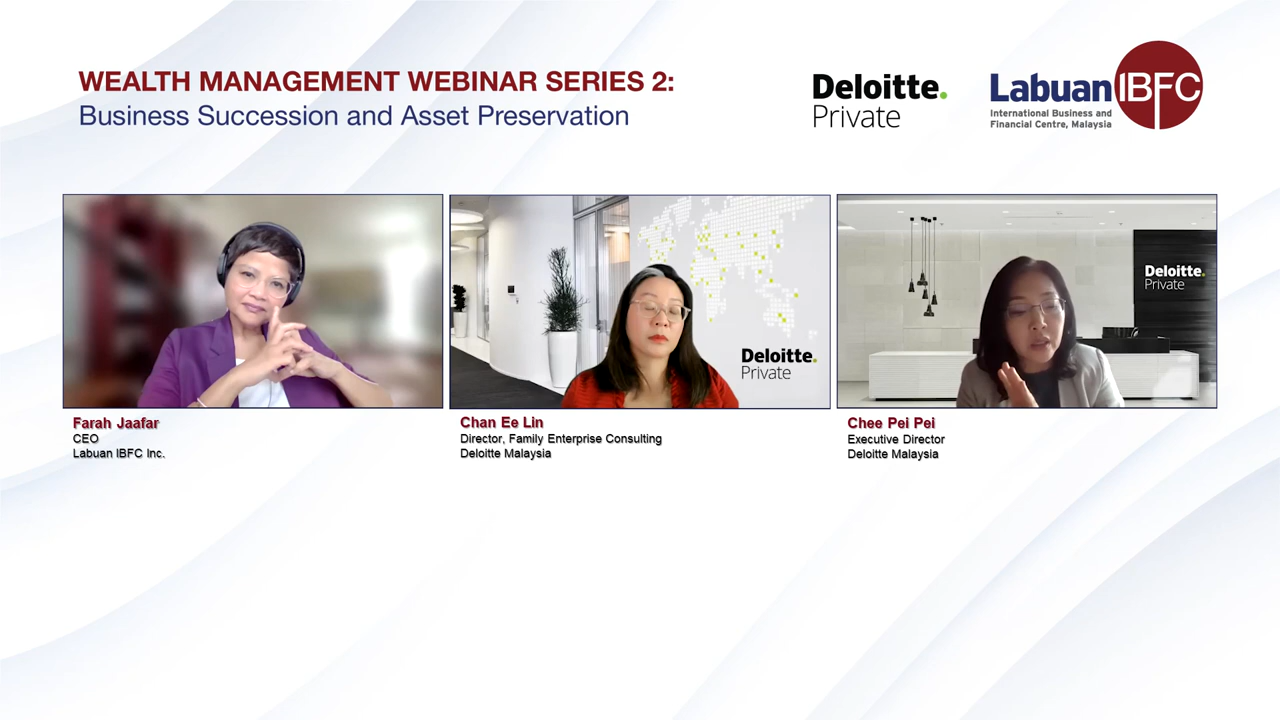 WEALTH MANAGEMENT WEBINAR SERIES 2:
Business Succession and Asset Preservation
Deloitte.
Private
Labuan IBFC
International Business and
Financial Centre, Malaysia
Deloitte.
Private
Deloitte.
Private
Farah Jaafar
CEO
Labuan IBFC Inc.
Chan Ee Lin
Director, Family Enterprise Consulting
Deloitte Malaysia
Chee Pei Pei
Executive Director
Deloitte Malaysia